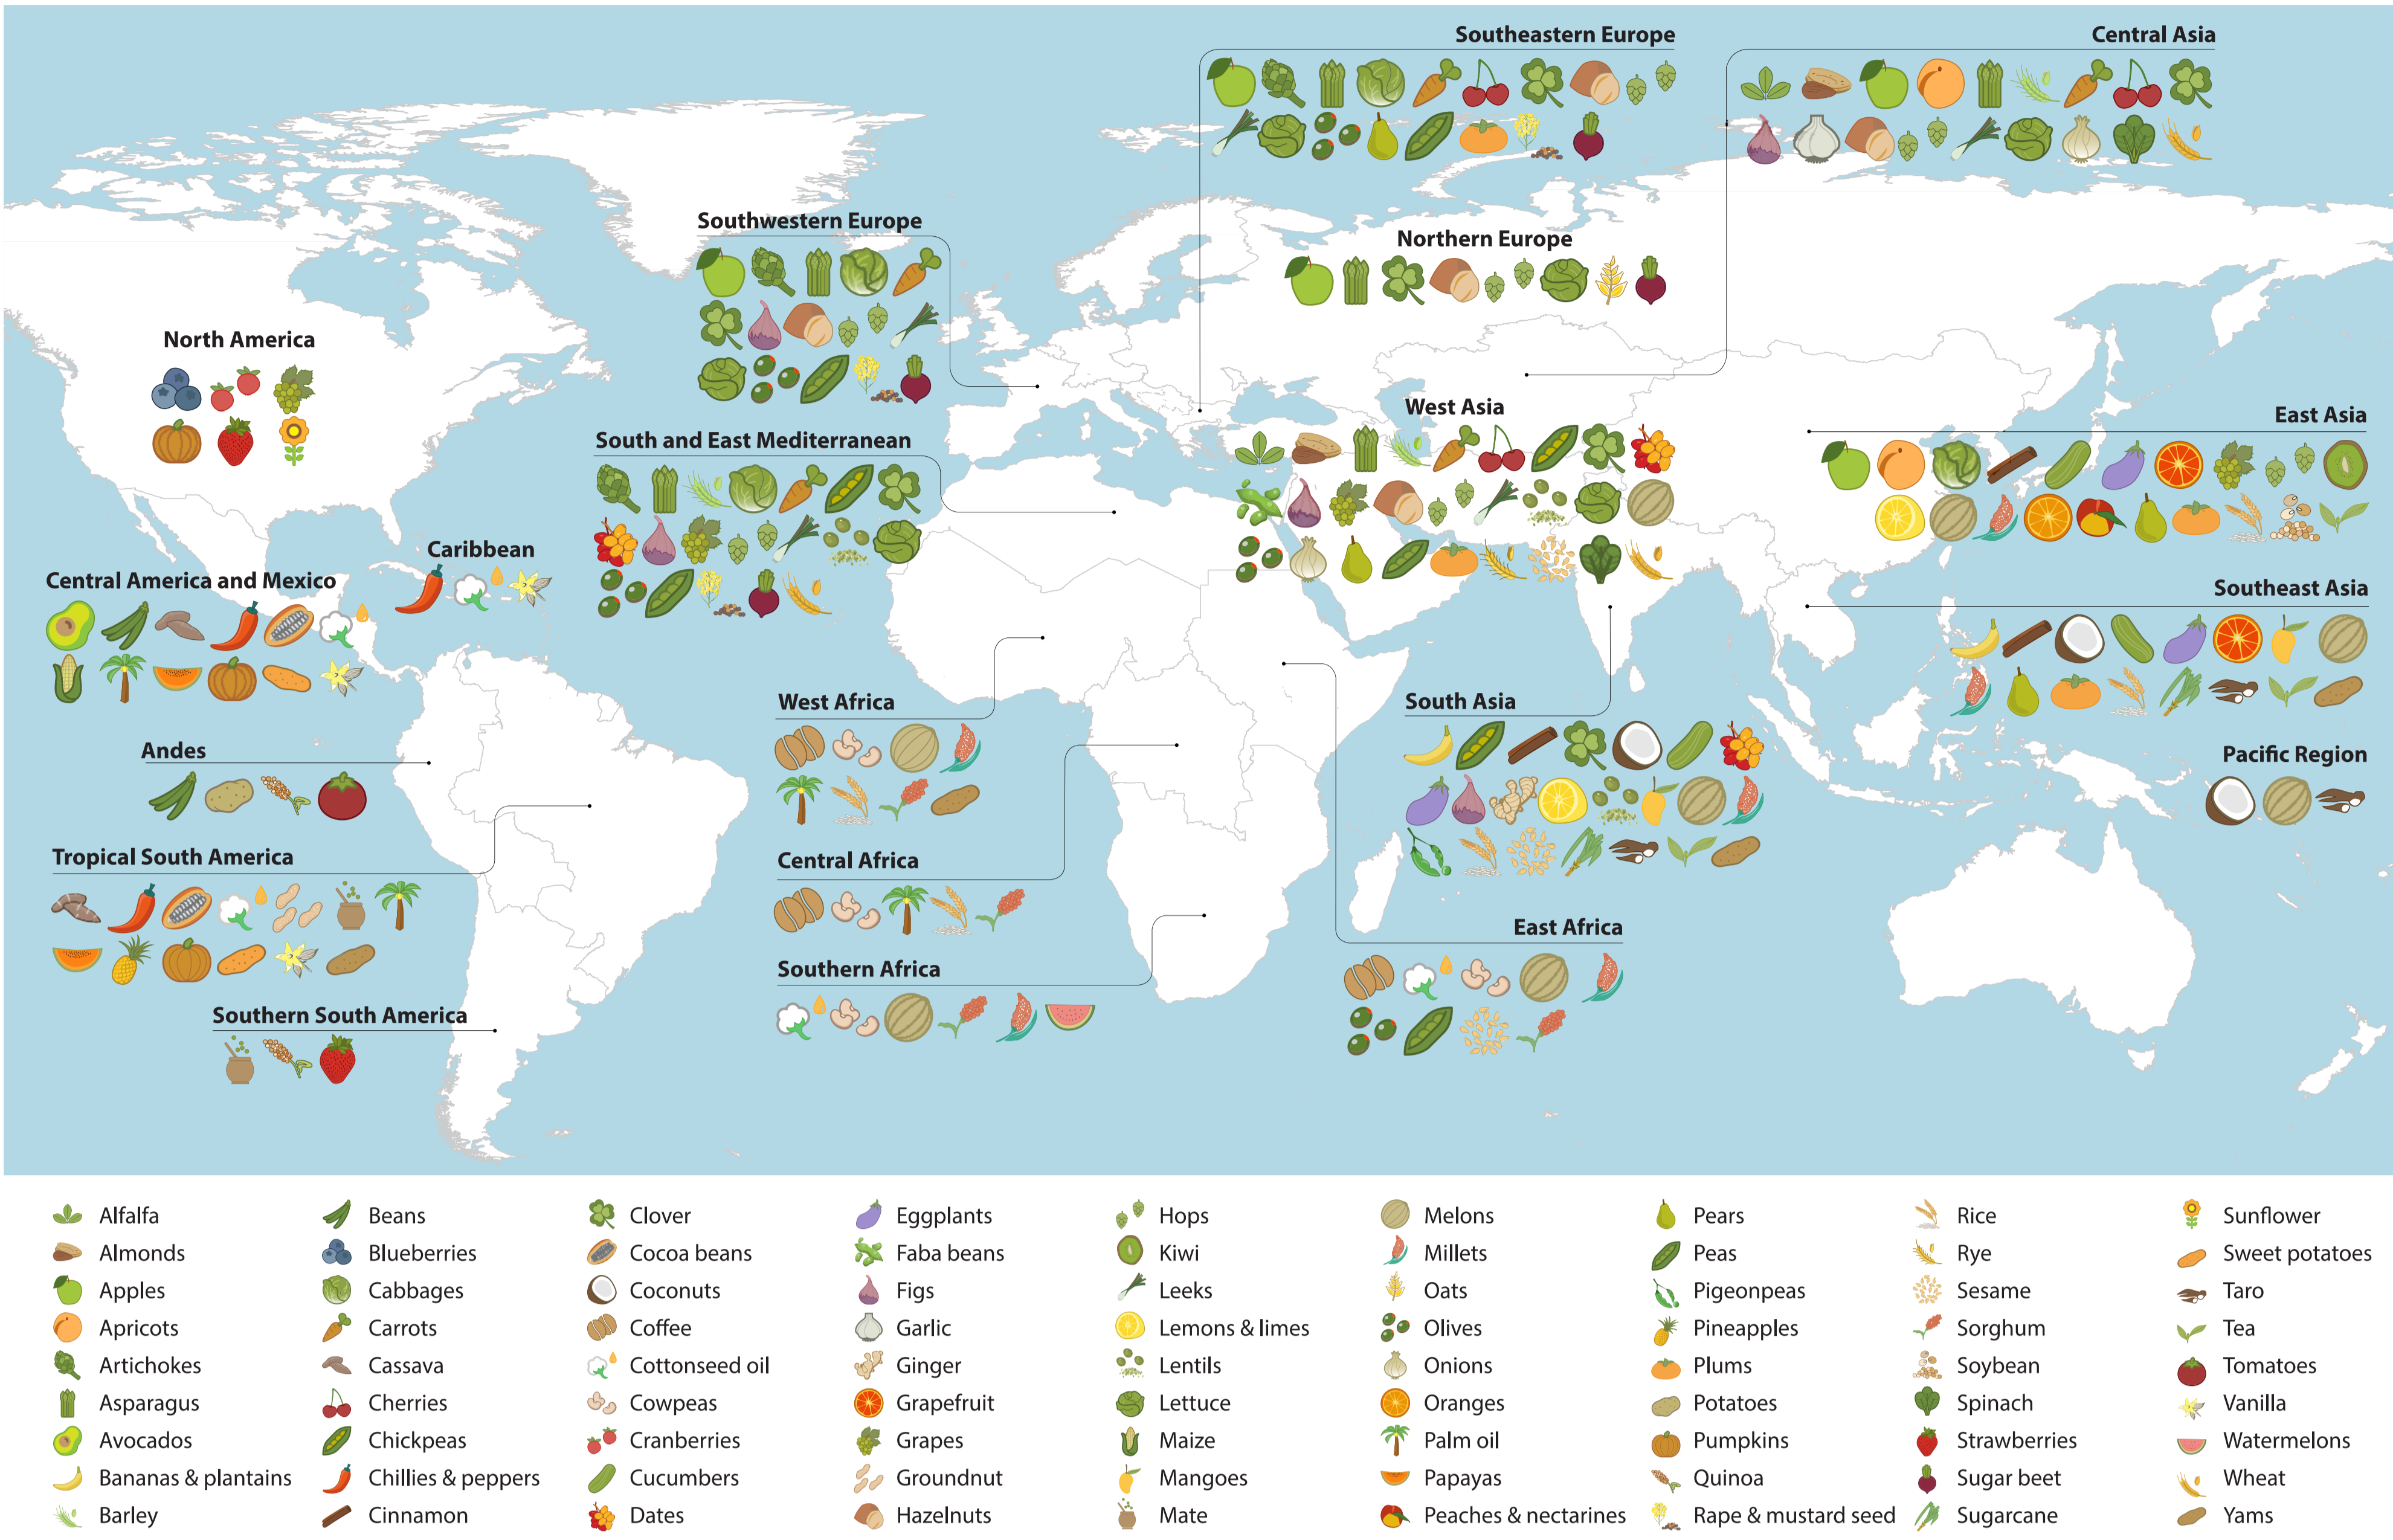 Southeastern Europe
Central Asia
Southwestern Europe
Northern Europe
North America
West Asia
East Asia
South and East Mediterranean
Caribbean
Central America and Mexico
Southeast Asia
West Africa
South Asia
Andes
Pacific Region
Tropical South America
Central Africa
East Africa
Southern Africa
Southern South America
Alfalfa
Almonds
Apples
Apricots
Artichokes
Asparagus
Avocados
Bananas & plantains
Barley
Beans
Blueberries
Cabbages
Carrots
Cassava
Cherries
Chickpeas
Chillies & peppers
Cinnamon
Clover
Cocoa beans
Coconuts
Coffee
Cottonseed oil
Cowpeas
Cranberries
Cucumbers
Dates
Eggplants
Faba beans
Figs
Garlic
Ginger
Grapefruit
Grapes
Groundnut
Hazelnuts
Hops
Kiwi
Leeks
Lemons & limes
Lentils
Lettuce
Maize
Mangoes
Mate
Melons
Millets
Oats
Olives
Onions
Oranges
Palm oil
Papayas
Peaches & nectarines
Pears
Peas
Pigeonpeas
Pineapples
Plums
Potatoes
Pumpkins
Quinoa
Rape & mustard seed
Rice
Rye
Sesame
Sorghum
Soybean
Spinach
Strawberries
Sugar beet
Sugarcane
Sunflower
Sweet potatoes
Taro
Tea
Tomatoes
Vanilla
Watermelons
Wheat
Yams